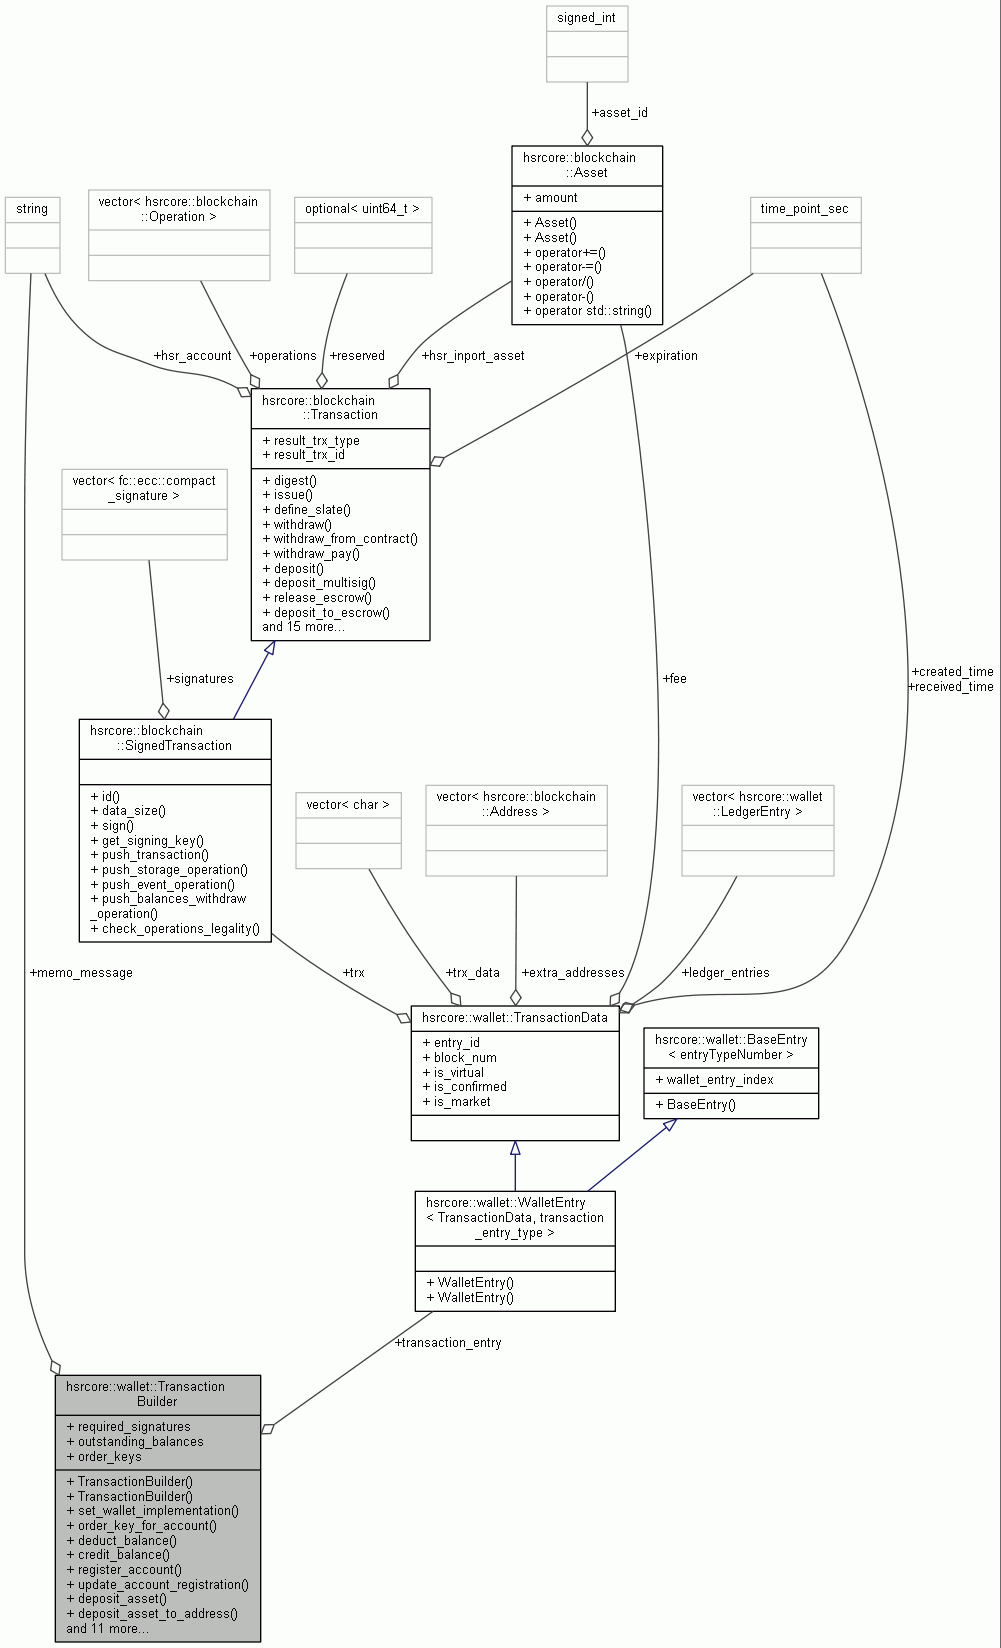 signed_int
+asset_id
hsrcore::blockchain
::Asset
+ amount
+ Asset()
+ Asset()
+ operator+=()
+ operator-=()
+ operator/()
+ operator-()
+ operator std::string()
string
vector< hsrcore::blockchain
::Operation >
optional< uint64_t >
time_point_sec
+hsr_account
+operations
+reserved
+hsr_inport_asset
+expiration
hsrcore::blockchain
::Transaction
+ result_trx_type
+ result_trx_id
+ digest()
+ issue()
+ define_slate()
+ withdraw()
+ withdraw_from_contract()
+ withdraw_pay()
+ deposit()
+ deposit_multisig()
+ release_escrow()
+ deposit_to_escrow()
and 15 more...
vector< fc::ecc::compact
_signature >
+signatures
+fee
+created_time
+received_time
hsrcore::blockchain
::SignedTransaction
+ id()
+ data_size()
+ sign()
+ get_signing_key()
+ push_transaction()
+ push_storage_operation()
+ push_event_operation()
+ push_balances_withdraw
_operation()
+ check_operations_legality()
vector< char >
vector< hsrcore::blockchain
::Address >
vector< hsrcore::wallet
::LedgerEntry >
+memo_message
+trx
+trx_data
+extra_addresses
+ledger_entries
hsrcore::wallet::TransactionData
+ entry_id
+ block_num
+ is_virtual
+ is_confirmed
+ is_market
hsrcore::wallet::BaseEntry
< entryTypeNumber >
+ wallet_entry_index
+ BaseEntry()
hsrcore::wallet::WalletEntry
< TransactionData, transaction
_entry_type >
+ WalletEntry()
+ WalletEntry()
+transaction_entry
hsrcore::wallet::Transaction
Builder
+ required_signatures
+ outstanding_balances
+ order_keys
+ TransactionBuilder()
+ TransactionBuilder()
+ set_wallet_implementation()
+ order_key_for_account()
+ deduct_balance()
+ credit_balance()
+ register_account()
+ update_account_registration()
+ deposit_asset()
+ deposit_asset_to_address()
and 11 more...